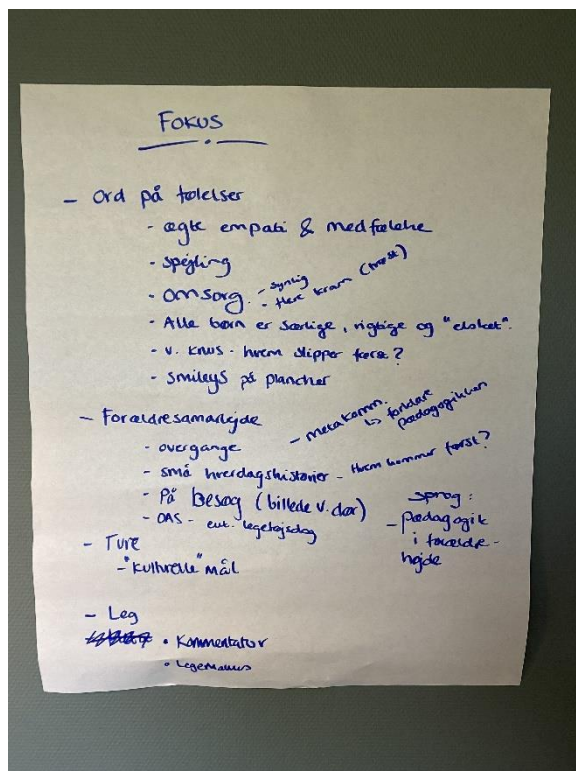 FOKUS
- Ord på følelser
- ægte empati & medfølelse
- spejling
- omsorg - synlig
- flere kram (trøst)
- Alle børn er særlige, rigtige og "elsket".
- v. knus - hvem slipper først?
- smileys på plancher
- Forældresamarbejde
- metakomm.
↳ forklare pædagogikken
- overgange
- små hverdagshistorier - Hvem kommer først?
- På besøg (billede v. dør)
- OAS - evt. legetøjsdag
sprog:
- pædagogik
i forældre-
højde
- Ture
- "kulturelle" mål
- Leg
• Kommentator